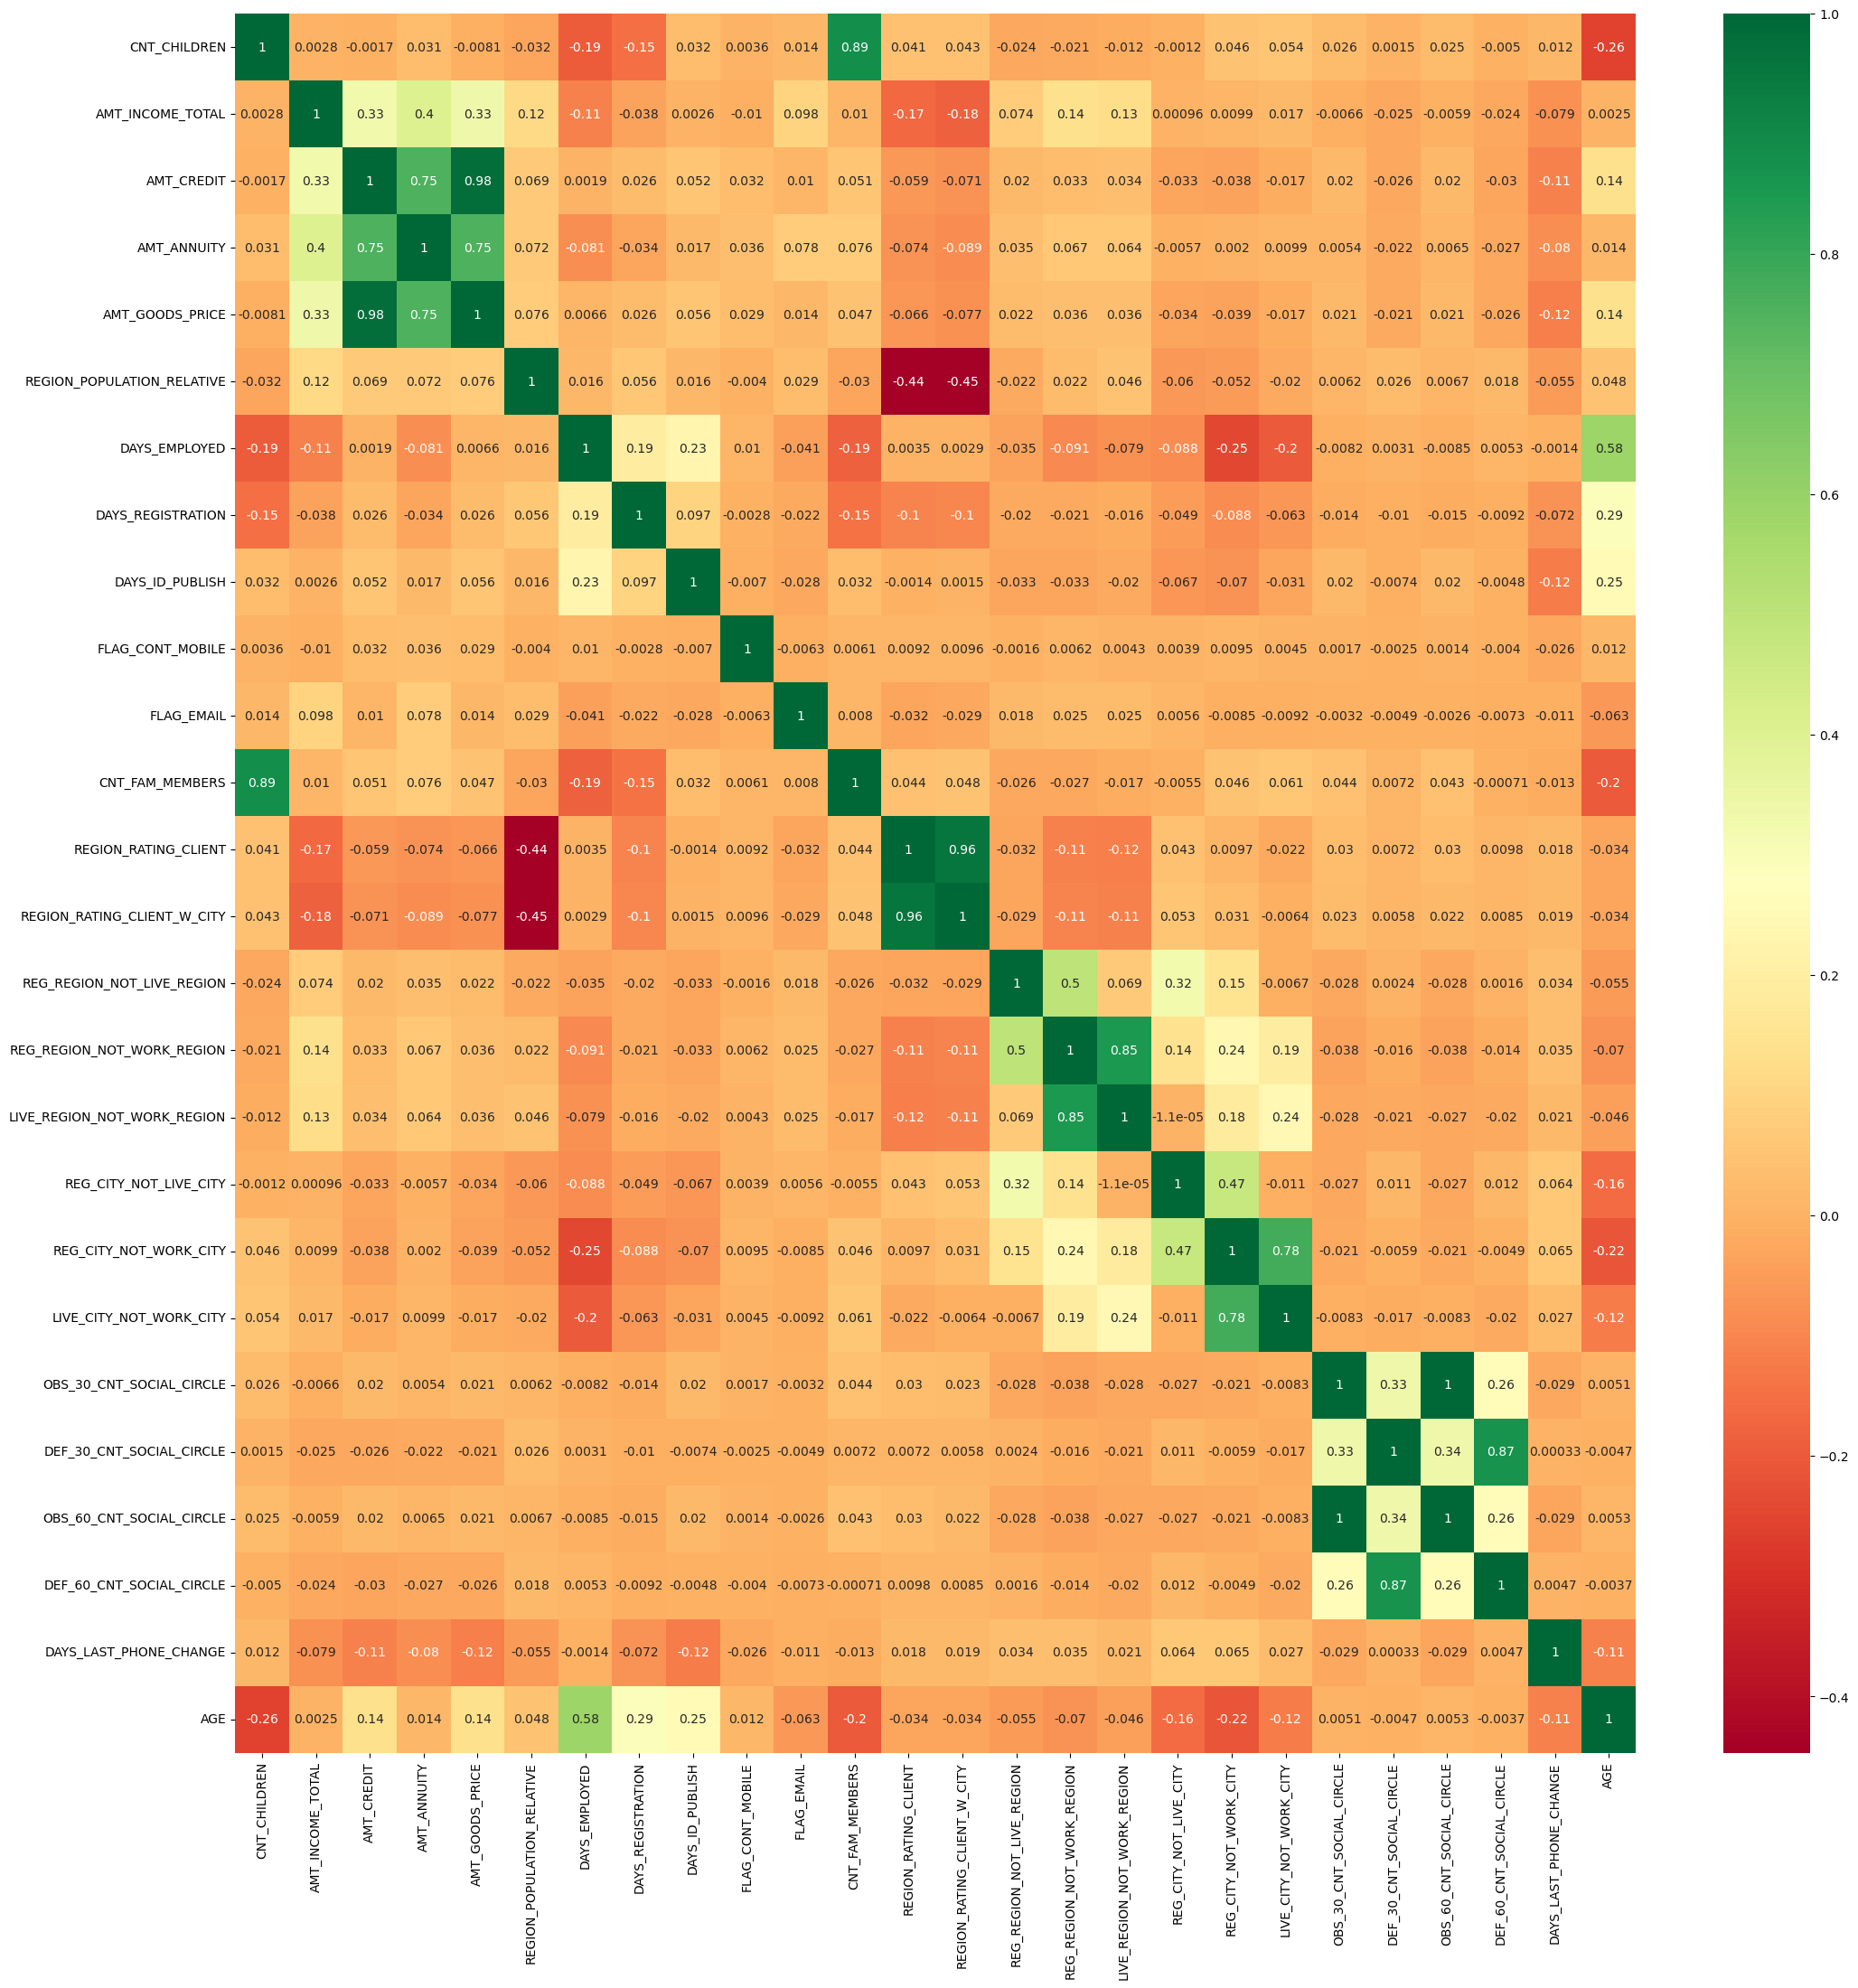 CNT_CHILDREN 1 0.0028 -0.0017 0.031 -0.0081 -0.032 -0.19 -0.15 0.032 0.0036 0.014 0.89 0.041 0.043 -0.024 -0.021 -0.012 -0.0012 0.046 0.054 0.026 0.0015 0.025 -0.005 0.012 -0.26
AMT_INCOME_TOTAL 0.0028 1 0.33 0.4 0.33 0.12 -0.11 -0.038 0.0026 -0.01 0.098 0.01 -0.17 -0.18 0.074 0.14 0.13 0.00096 0.0099 0.017 -0.0066 -0.025 -0.0059 -0.024 -0.079 0.0025
AMT_CREDIT -0.0017 0.33 1 0.75 0.98 0.069 0.0019 0.026 0.052 0.032 0.01 0.051 -0.059 -0.071 0.02 0.033 0.034 -0.033 -0.038 -0.017 0.02 -0.026 0.02 -0.03 -0.11 0.14
AMT_ANNUITY 0.031 0.4 0.75 1 0.75 0.072 -0.081 -0.034 0.017 0.036 0.078 0.076 -0.074 -0.089 0.035 0.067 0.064 -0.0057 0.002 0.0099 0.0054 -0.022 0.0065 -0.027 -0.08 0.014
AMT_GOODS_PRICE -0.0081 0.33 0.98 0.75 1 0.076 0.0066 0.026 0.056 0.029 0.014 0.047 -0.066 -0.077 0.022 0.036 0.036 -0.034 -0.039 -0.017 0.021 -0.021 0.021 -0.026 -0.12 0.14
REGION_POPULATION_RELATIVE -0.032 0.12 0.069 0.072 0.076 1 0.016 0.056 0.016 -0.004 0.029 -0.03 -0.44 -0.45 -0.022 0.022 0.046 -0.06 -0.052 -0.02 0.0062 0.026 0.0067 0.018 -0.055 0.048
DAYS_EMPLOYED -0.19 -0.11 0.0019 -0.081 0.0066 0.016 1 0.19 0.23 0.01 -0.041 -0.19 0.0035 0.0029 -0.035 -0.091 -0.079 -0.088 -0.25 -0.2 -0.0082 0.0031 -0.0085 0.0053 -0.0014 0.58
DAYS_REGISTRATION -0.15 -0.038 0.026 -0.034 0.026 0.056 0.19 1 0.097 -0.0028 -0.022 -0.15 -0.1 -0.1 -0.02 -0.021 -0.016 -0.049 -0.088 -0.063 -0.014 -0.01 -0.015 -0.0092 -0.072 0.29
DAYS_ID_PUBLISH 0.032 0.0026 0.052 0.017 0.056 0.016 0.23 0.097 1 -0.007 -0.028 0.032 -0.0014 0.0015 -0.033 -0.033 -0.02 -0.067 -0.07 -0.031 0.02 -0.0074 0.02 -0.0048 -0.12 0.25
FLAG_CONT_MOBILE 0.0036 -0.01 0.032 0.036 0.029 -0.004 0.01 -0.0028 -0.007 1 -0.0063 0.0061 0.0092 0.0096 -0.0016 0.0062 0.0043 0.0039 0.0095 0.0045 0.0017 -0.0025 0.0014 -0.004 -0.026 0.012
FLAG_EMAIL 0.014 0.098 0.01 0.078 0.014 0.029 -0.041 -0.022 -0.028 -0.0063 1 0.008 -0.032 -0.029 0.018 0.025 0.025 0.0056 -0.0085 -0.0092 -0.0032 -0.0049 -0.0026 -0.0073 -0.011 -0.063
CNT_FAM_MEMBERS 0.89 0.01 0.051 0.076 0.047 -0.03 -0.19 -0.15 0.032 0.0061 0.008 1 0.044 0.048 -0.026 -0.027 -0.017 -0.0055 0.046 0.061 0.044 0.0072 0.043 -0.00071 -0.013 -0.2
REGION_RATING_CLIENT 0.041 -0.17 -0.059 -0.074 -0.066 -0.44 0.0035 -0.1 -0.0014 0.0092 -0.032 0.044 1 0.96 -0.032 -0.11 -0.12 0.043 0.0097 -0.022 0.03 0.0072 0.03 0.0098 0.018 -0.034
REGION_RATING_CLIENT_W_CITY 0.043 -0.18 -0.071 -0.089 -0.077 -0.45 0.0029 -0.1 0.0015 0.0096 -0.029 0.048 0.96 1 -0.029 -0.11 -0.11 0.053 0.031 -0.0064 0.023 0.0058 0.022 0.0085 0.019 -0.034
REG_REGION_NOT_LIVE_REGION -0.024 0.074 0.02 0.035 0.022 -0.022 -0.035 -0.02 -0.033 -0.0016 0.018 -0.026 -0.032 -0.029 1 0.5 0.069 0.32 0.15 -0.0067 -0.028 0.0024 -0.028 0.0016 0.034 -0.055
REG_REGION_NOT_WORK_REGION -0.021 0.14 0.033 0.067 0.036 0.022 -0.091 -0.021 -0.033 0.0062 0.025 -0.027 -0.11 -0.11 0.5 1 0.85 0.14 0.24 0.19 -0.038 -0.016 -0.038 -0.014 0.035 -0.07
LIVE_REGION_NOT_WORK_REGION -0.012 0.13 0.034 0.064 0.036 0.046 -0.079 -0.016 -0.02 0.0043 0.025 -0.017 -0.12 -0.11 0.069 0.85 1 -1.1e-05 0.18 0.24 -0.028 -0.021 -0.027 -0.02 0.021 -0.046
REG_CITY_NOT_LIVE_CITY -0.0012 0.00096 -0.033 -0.0057 -0.034 -0.06 -0.088 -0.049 -0.067 0.0039 0.0056 -0.0055 0.043 0.053 0.32 0.14 -1.1e-05 1 0.47 -0.011 -0.027 0.011 -0.027 0.012 0.064 -0.16
REG_CITY_NOT_WORK_CITY 0.046 0.0099 -0.038 0.002 -0.039 -0.052 -0.25 -0.088 -0.07 0.0095 -0.0085 0.046 0.0097 0.031 0.15 0.24 0.18 0.47 1 0.78 -0.021 -0.0059 -0.021 -0.0049 0.065 -0.22
LIVE_CITY_NOT_WORK_CITY 0.054 0.017 -0.017 0.0099 -0.017 -0.02 -0.2 -0.063 -0.031 0.0045 -0.0092 0.061 -0.022 -0.0064 -0.0067 0.19 0.24 -0.011 0.78 1 -0.0083 -0.017 -0.0083 -0.02 0.027 -0.12
OBS_30_CNT_SOCIAL_CIRCLE 0.026 -0.0066 0.02 0.0054 0.021 0.0062 -0.0082 -0.014 0.02 0.0017 -0.0032 0.044 0.03 0.023 -0.028 -0.038 -0.028 -0.027 -0.021 -0.0083 1 0.33 1 0.26 -0.029 0.0051
DEF_30_CNT_SOCIAL_CIRCLE 0.0015 -0.025 -0.026 -0.022 -0.021 0.026 0.0031 -0.01 -0.0074 -0.0025 -0.0049 0.0072 0.0072 0.0058 0.0024 -0.016 -0.021 0.011 -0.0059 -0.017 0.33 1 0.34 0.87 0.00033 -0.0047
OBS_60_CNT_SOCIAL_CIRCLE 0.025 -0.0059 0.02 0.0065 0.021 0.0067 -0.0085 -0.015 0.02 0.0014 -0.0026 0.043 0.03 0.022 -0.028 -0.038 -0.027 -0.027 -0.021 -0.0083 1 0.34 1 0.26 -0.029 0.0053
DEF_60_CNT_SOCIAL_CIRCLE -0.005 -0.024 -0.03 -0.027 -0.026 0.018 0.0053 -0.0092 -0.0048 -0.004 -0.0073 -0.00071 0.0098 0.0085 0.0016 -0.014 -0.02 0.012 -0.0049 -0.02 0.26 0.87 0.26 1 0.0047 -0.0037
DAYS_LAST_PHONE_CHANGE 0.012 -0.079 -0.11 -0.08 -0.12 -0.055 -0.0014 -0.072 -0.12 -0.026 -0.011 -0.013 0.018 0.019 0.034 0.035 0.021 0.064 0.065 0.027 -0.029 0.00033 -0.029 0.0047 1 -0.11
AGE -0.26 0.0025 0.14 0.014 0.14 0.048 0.58 0.29 0.25 0.012 -0.063 -0.2 -0.034 -0.034 -0.055 -0.07 -0.046 -0.16 -0.22 -0.12 0.0051 -0.0047 0.0053 -0.0037 -0.11 1
CNT_CHILDREN
AMT_INCOME_TOTAL
AMT_CREDIT
AMT_ANNUITY
AMT_GOODS_PRICE
REGION_POPULATION_RELATIVE
DAYS_EMPLOYED
DAYS_REGISTRATION
DAYS_ID_PUBLISH
FLAG_CONT_MOBILE
FLAG_EMAIL
CNT_FAM_MEMBERS
REGION_RATING_CLIENT
REGION_RATING_CLIENT_W_CITY
REG_REGION_NOT_LIVE_REGION
REG_REGION_NOT_WORK_REGION
LIVE_REGION_NOT_WORK_REGION
REG_CITY_NOT_LIVE_CITY
REG_CITY_NOT_WORK_CITY
LIVE_CITY_NOT_WORK_CITY
OBS_30_CNT_SOCIAL_CIRCLE
DEF_30_CNT_SOCIAL_CIRCLE
OBS_60_CNT_SOCIAL_CIRCLE
DEF_60_CNT_SOCIAL_CIRCLE
DAYS_LAST_PHONE_CHANGE
AGE
1.0
0.8
0.6
0.4
0.2
0.0
−0.2
−0.4